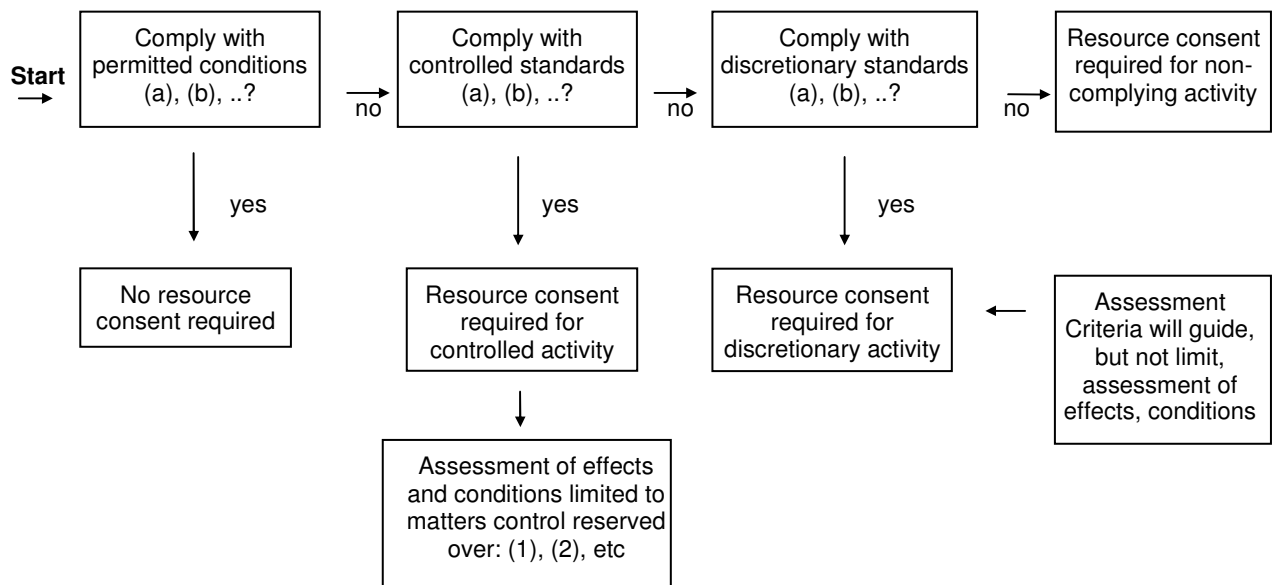 Start
Comply with
permitted conditions
(a), (b), ..?
no
Comply with
controlled standards
(a), (b), ..?
no
Comply with
discretionary standards
(a), (b), ..?
no
Resource consent
required for non-
complying activity
yes
yes
yes
No resource
consent required
Resource consent
required for
controlled activity
Resource consent
required for
discretionary activity
Assessment
Criteria will guide,
but not limit,
assessment of
effects, conditions
Assessment of effects
and conditions limited to
matters control reserved
over: (1), (2), etc